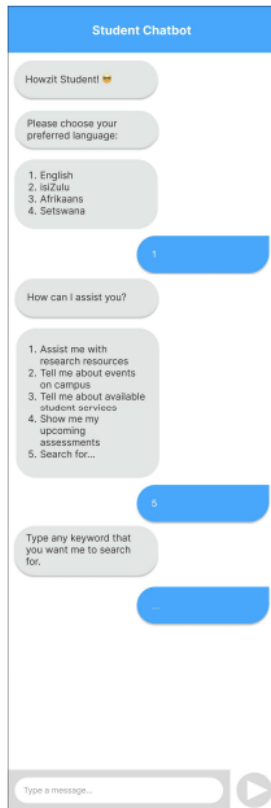 Student Chatbot
Howzit Student! 😎
Please choose your
preferred language:
1. English
2. isiZulu
3. Afrikaans
4. Setswana
1
How can I assist you?
1. Assist me with
research resources
2. Tell me about events
on campus
3. Tell me about available
student services
4. Show me my
upcoming
assessments
5. Search for...
5
Type any keyword that
you want me to search
for.
...
Type a message...